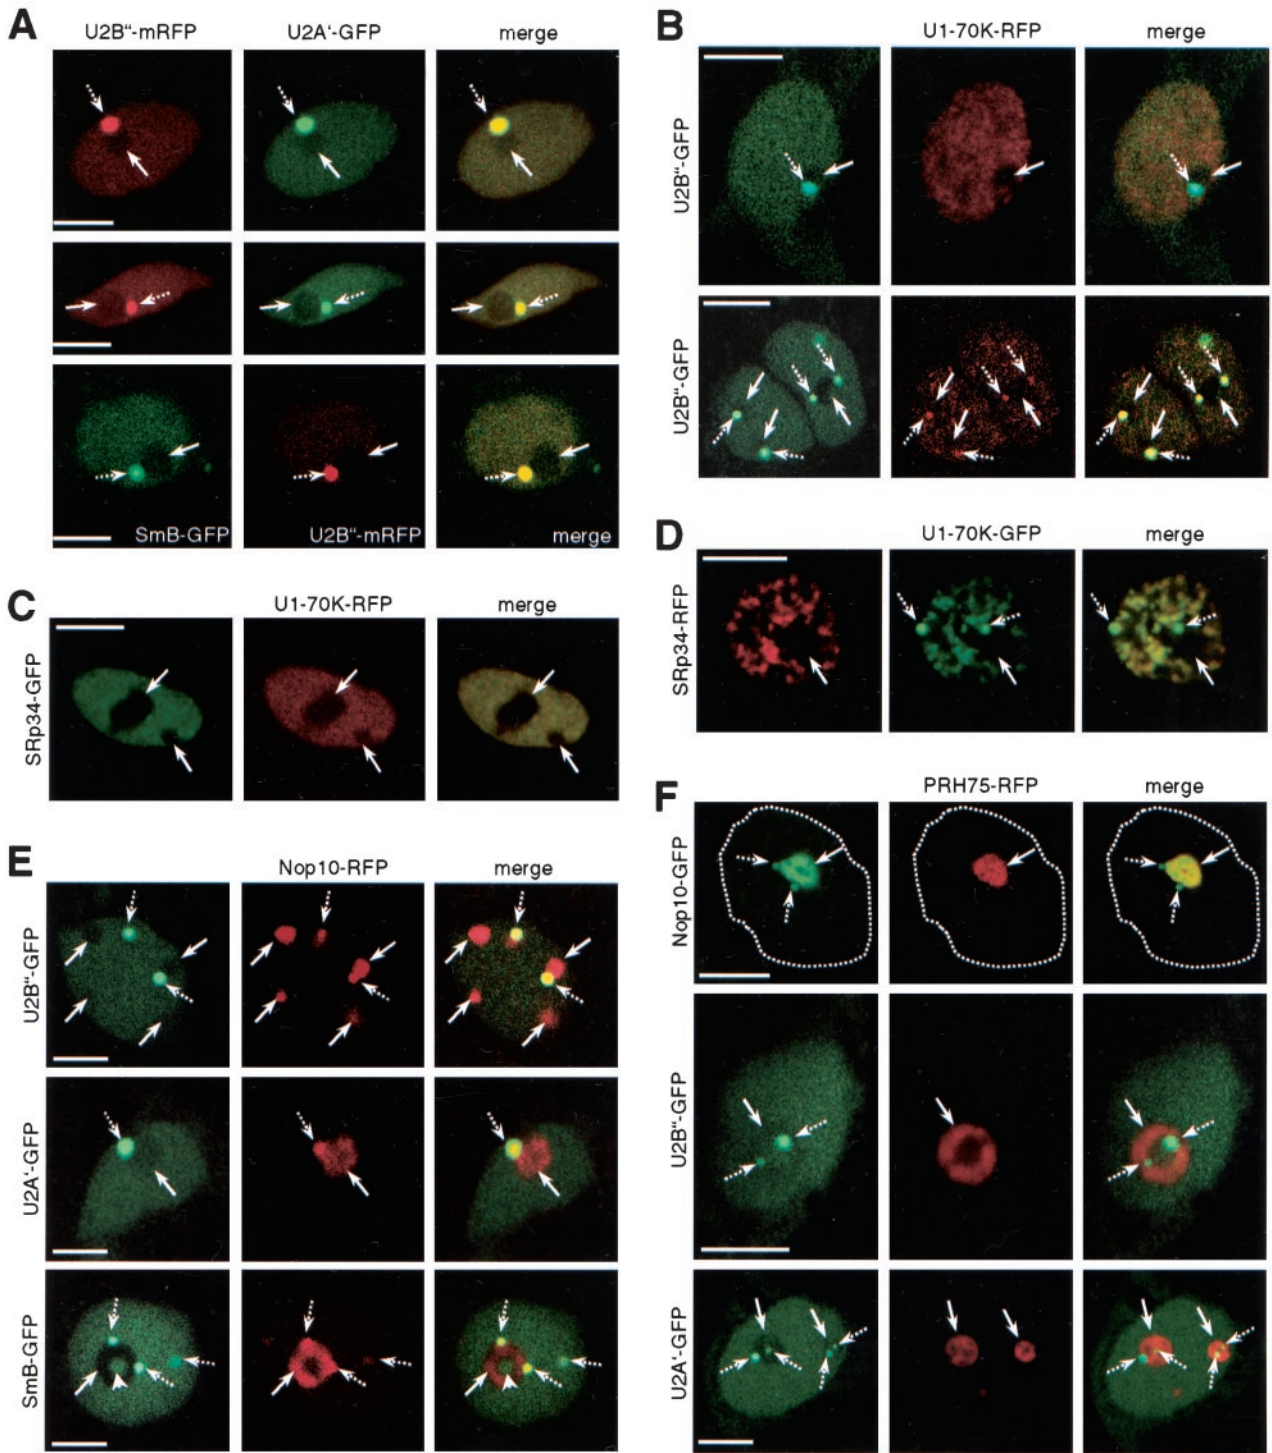 A
U2B“-mRFP U2A‘-GFP merge
SmB-GFP U2B“-mRFP merge
B
U1-70K-RFP merge
U2B“-GFP
U2B“-GFP
C
U1-70K-RFP merge
SRp34-GFP
D
U1-70K-GFP merge
SRp34-RFP
E
Nop10-RFP merge
U2B“-GFP
U2A‘-GFP
SmB-GFP
F
PRH75-RFP merge
Nop10-GFP
U2B“-GFP
U2A‘-GFP